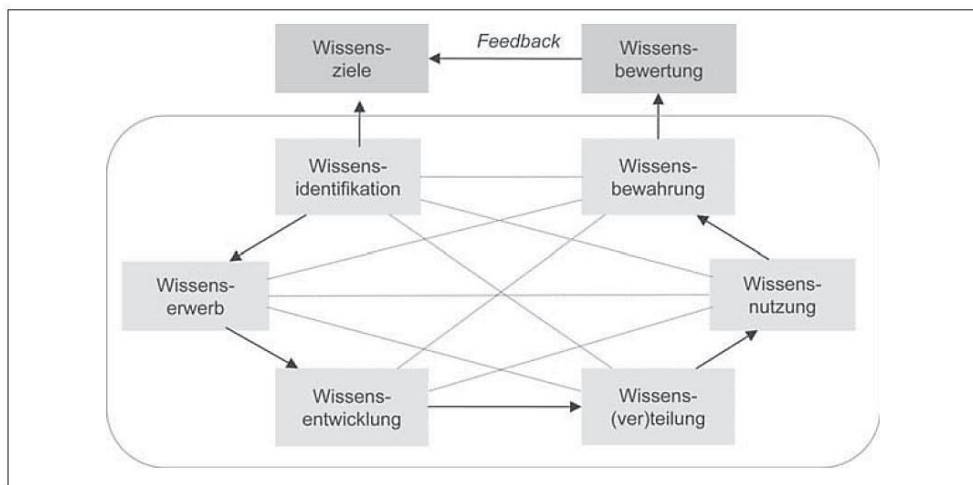 Wissens-
ziele
Feedback
Wissens-
bewertung
Wissens-
identifikation
Wissens-
bewahrung
Wissens-
erwerb
Wissens-
nutzung
Wissens-
entwicklung
Wissens-
(ver)teilung